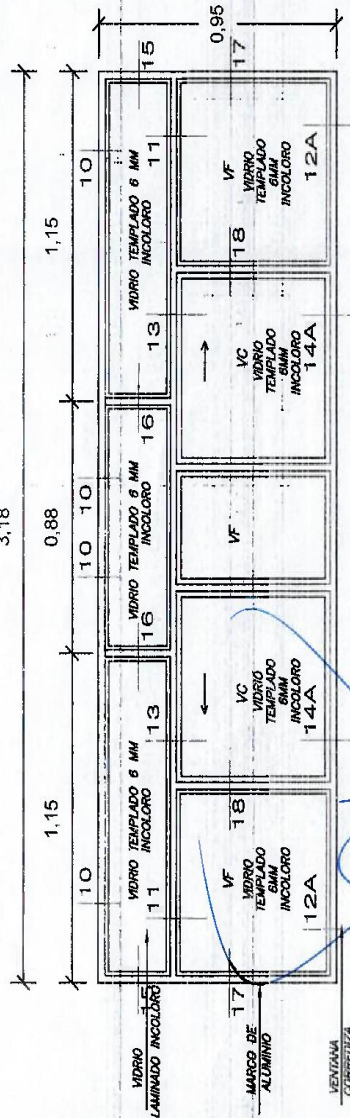 3,18
1,15
0,88
1,15
0,95
10
10
10
10
15
VIDRIO TEMPLADO 6 MM
INCOLORO
11
13
VIDRIO TEMPLADO 6 MM
INCOLORO
16
16
VIDRIO TEMPLADO 6 MM
INCOLORO
13
11
15
VIDRIO
LAMINADO INCOLORO
17
VF
VIDRIO
TEMPLADO
6MM
INCOLORO
12A
18
VC
VIDRIO
TEMPLADO
6MM
INCOLORO
14A
VF
VC
VIDRIO
TEMPLADO
6MM
INCOLORO
14A
18
VF
VIDRIO
TEMPLADO
6MM
INCOLORO
12A
17
MARCO DE
ALUMINIO
VENTANA
CORREDIZA